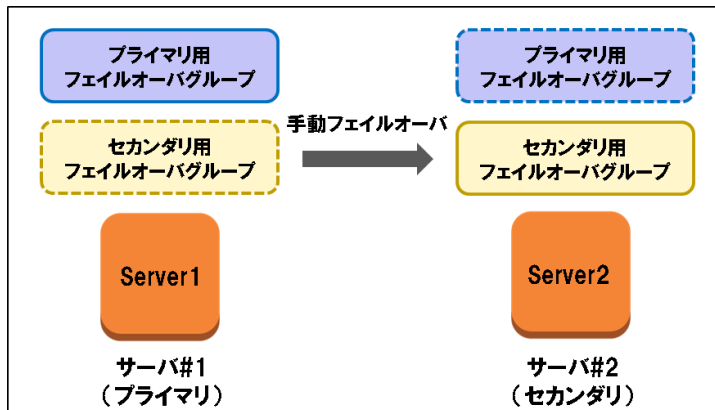 プライマリ用
フェイルオーバグループ
プライマリ用
フェイルオーバグループ
手動フェイルオーバ
セカンダリ用
フェイルオーバグループ
セカンダリ用
フェイルオーバグループ
Server1
Server2
サーバ#1
（プライマリ）
サーバ#2
（セカンダリ）